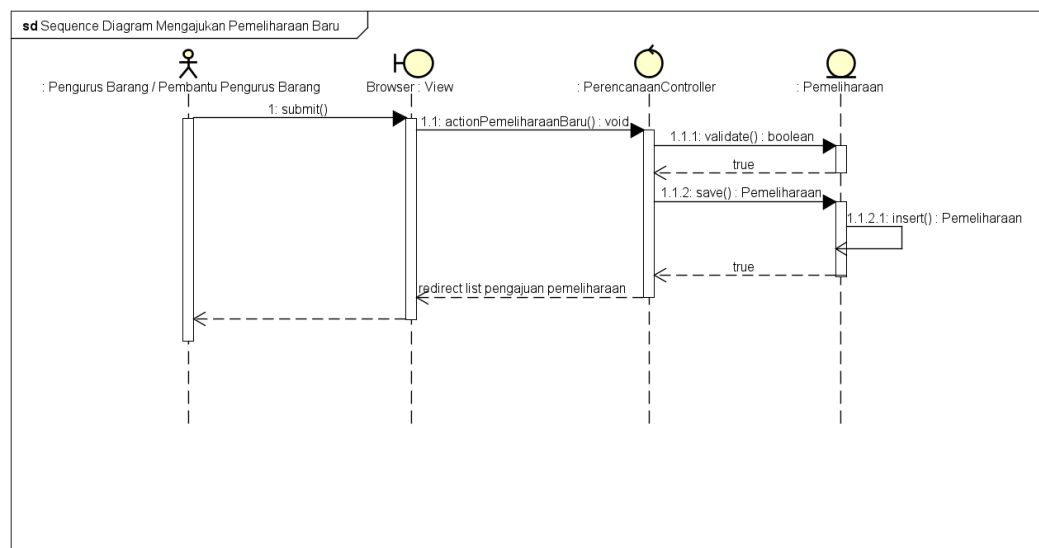 sd Sequence Diagram Mengajukan Pemeliharaan Baru
: Pengurus Barang / Pembantu Pengurus Barang
Browser : View
: PerencanaanController
: Pemeliharaan
1: submit()
1.1: actionPemeliharaanBaru() : void
1.1.1: validate() : boolean
true
1.1.2: save() : Pemeliharaan
1.1.2.1: insert() : Pemeliharaan
true
redirect list pengajuan pemeliharaan